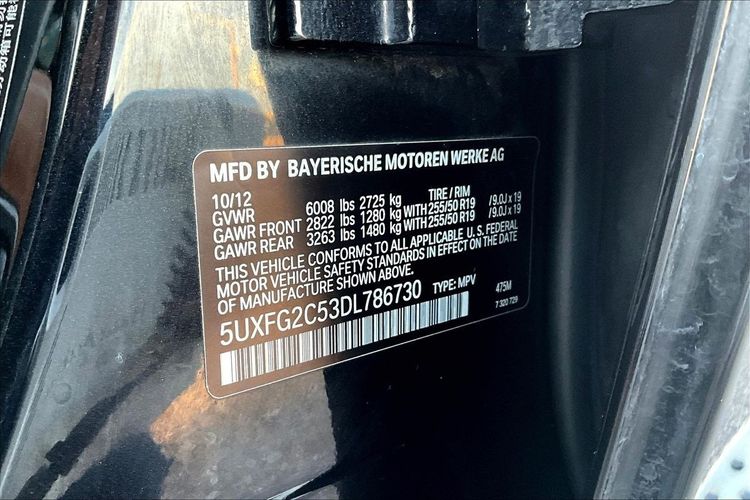 MFD BY BAYERISCHE MOTOREN WERKE AG
10/12 TIRE / RIM
GVWR 6008 lbs 2725 kg
GAWR FRONT 2822 lbs 1280 kg WITH 255/50 R19 / 9.0J x 19
GAWR REAR 3263 lbs 1480 kg WITH 255/50 R19 / 9.0J x 19
THIS VEHICLE CONFORMS TO ALL APPLICABLE U.S. FEDERAL
MOTOR VEHICLE SAFETY STANDARDS IN EFFECT ON THE DATE
OF MANUFACTURE SHOWN ABOVE.
5UXFG2C53DL786730 TYPE: MPV 475M
7 320 729